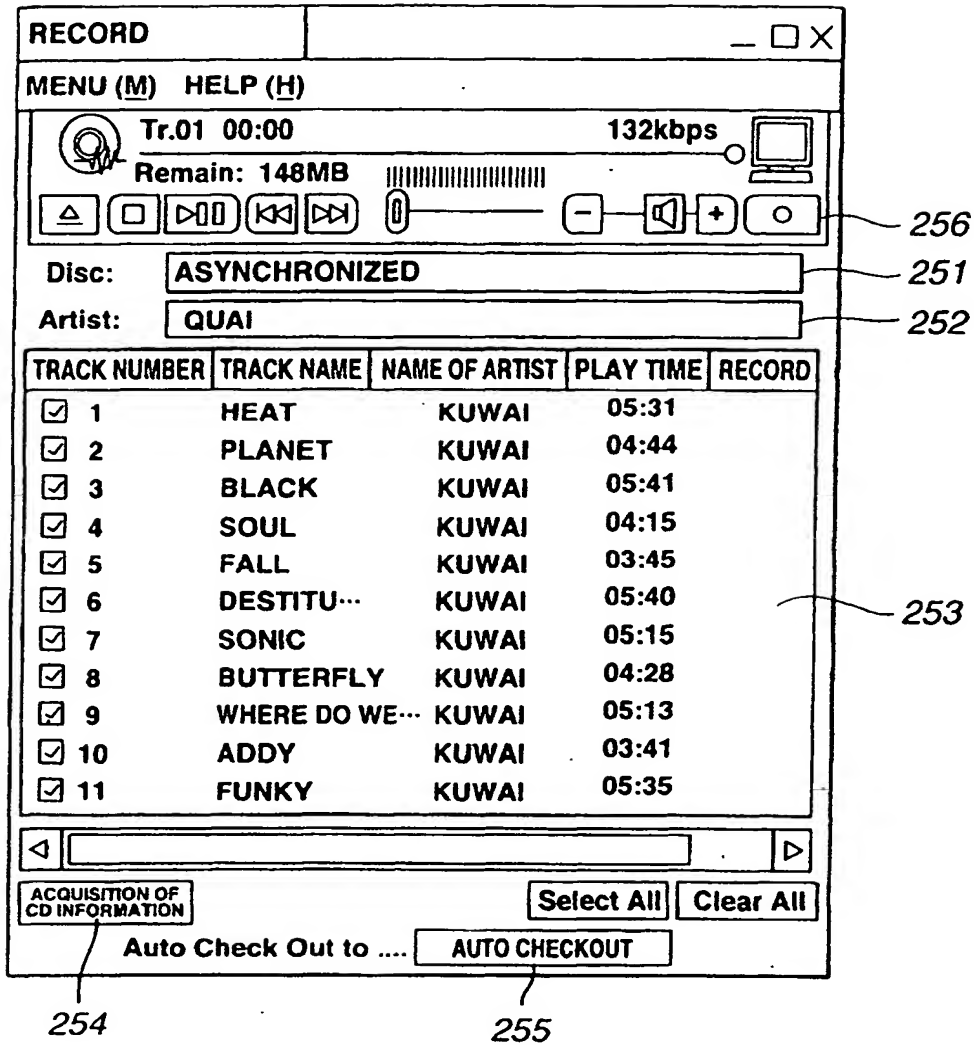 RECORD
MENU (M) HELP (H)
Tr.01 00:00 132kbps
Remain: 148MB
256
Disc: ASYNCHRONIZED 251
Artist: QUAI 252
TRACK NUMBER TRACK NAME NAME OF ARTIST PLAY TIME RECORD
1 HEAT KUWAI 05:31
2 PLANET KUWAI 04:44
3 BLACK KUWAI 05:41
4 SOUL KUWAI 04:15
5 FALL KUWAI 03:45
6 DESTITU··· KUWAI 05:40
253
7 SONIC KUWAI 05:15
8 BUTTERFLY KUWAI 04:28
9 WHERE DO WE··· KUWAI 05:13
10 ADDY KUWAI 03:41
11 FUNKY KUWAI 05:35
ACQUISITION OF
CD INFORMATION
Select All Clear All
Auto Check Out to .... AUTO CHECKOUT
254 255